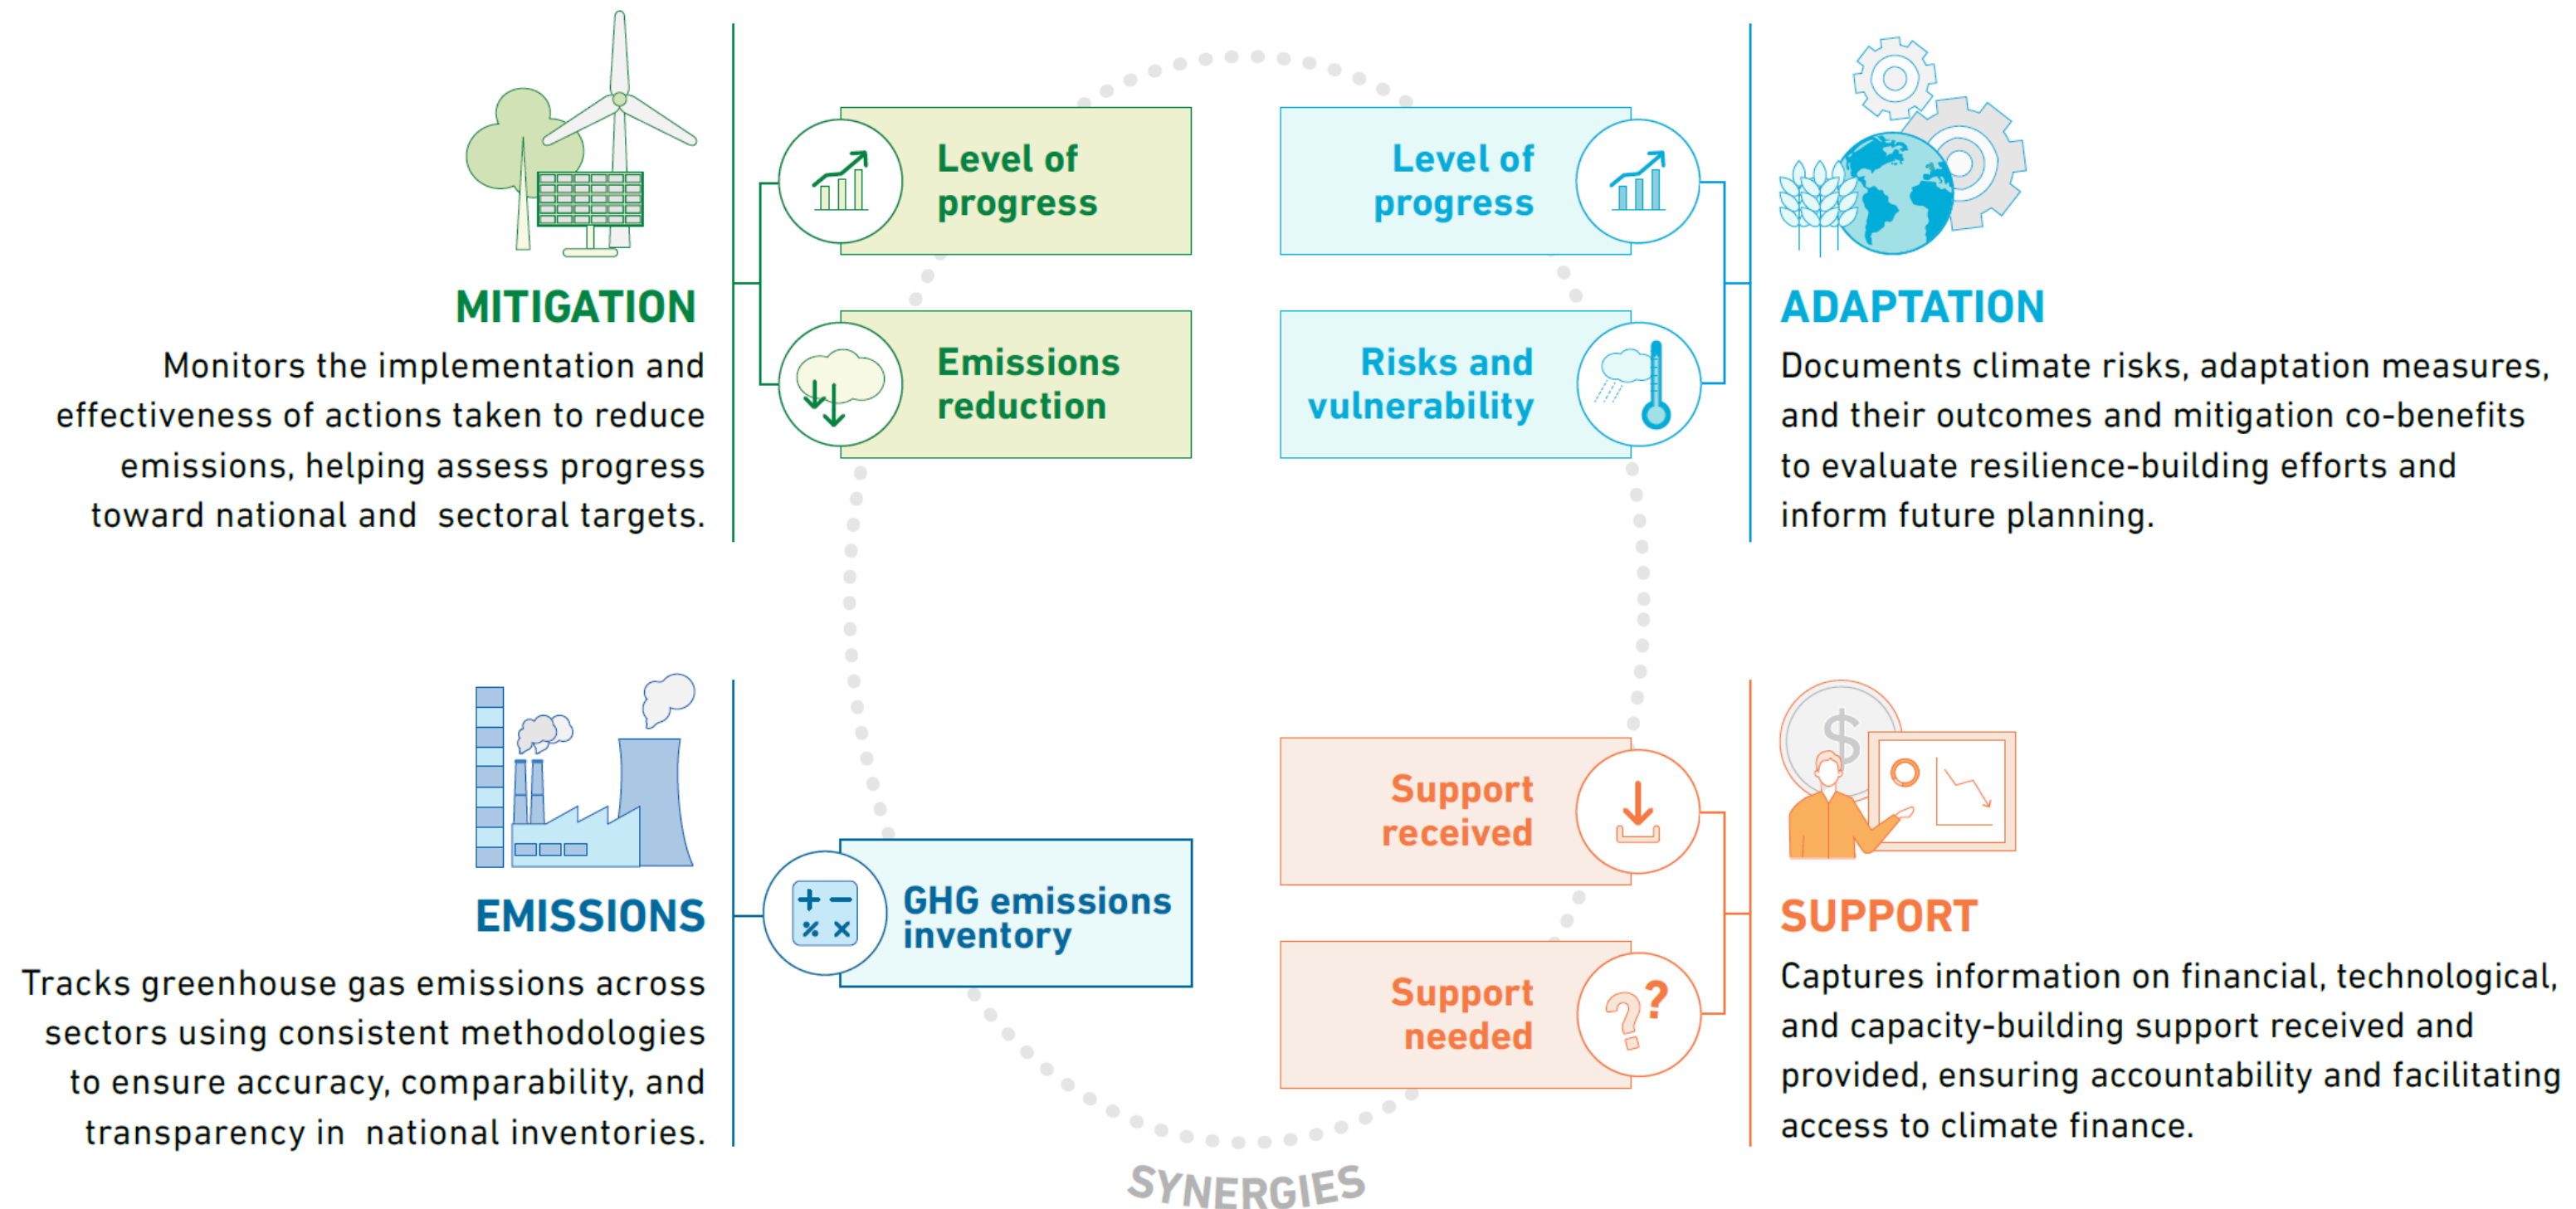 MITIGATION
Monitors the implementation and
effectiveness of actions taken to reduce
emissions, helping assess progress
toward national and sectoral targets.
Level of
progress
Emissions
reduction
Level of
progress
Risks and
vulnerability
ADAPTATION
Documents climate risks, adaptation measures,
and their outcomes and mitigation co-benefits
to evaluate resilience-building efforts and
inform future planning.
EMISSIONS
Tracks greenhouse gas emissions across
sectors using consistent methodologies
to ensure accuracy, comparability, and
transparency in national inventories.
+ −
% ×
GHG emissions
inventory
Support
received
Support
needed
? ?
$
SUPPORT
Captures information on financial, technological,
and capacity-building support received and
provided, ensuring accountability and facilitating
access to climate finance.
SYNERGIES